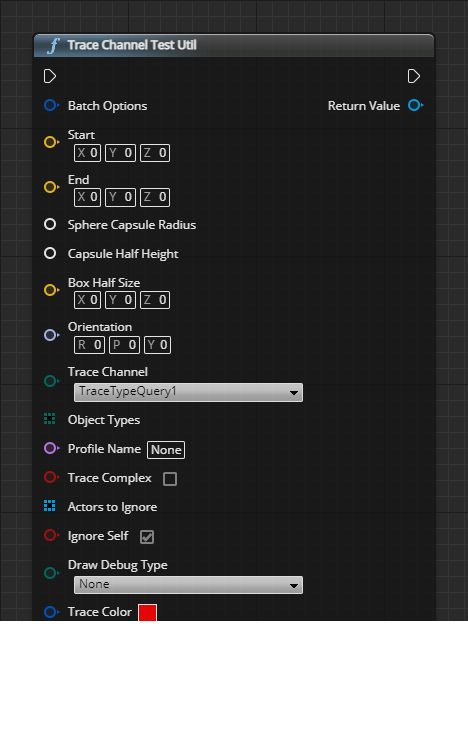 Trace Channel Test Util
Batch Options Return Value
Start
X 0 Y 0 Z 0
End
X 0 Y 0 Z 0
Sphere Capsule Radius
Capsule Half Height
Box Half Size
X 0 Y 0 Z 0
Orientation
R 0 P 0 Y 0
Trace Channel
TraceTypeQuery1
Object Types
Profile Name None
Trace Complex
Actors to Ignore
Ignore Self
Draw Debug Type
None
Trace Color